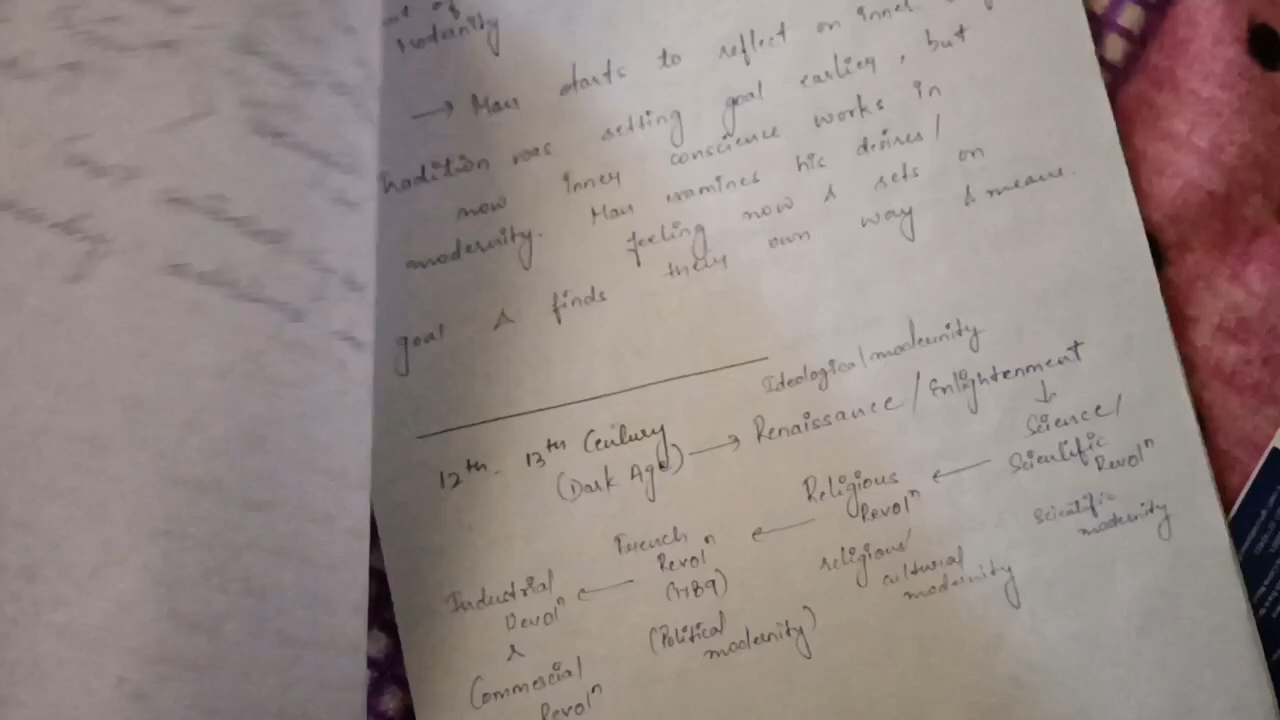 modernity
→ Man starts to reflect on inner
tradition was setting goal earlier, but
now inner conscience works in
modernity. Man examines his desires/
feeling now & sets on
goal & finds their own way & means.
Ideological modernity
12th - 13th Century (Dark Age) → Renaissance / Enlightenment
↓
Science/
Scientific Revolⁿ
Scientific modernity
← Religious Revolⁿ
religious/ cultural modernity
← French Revolⁿ (1789)
(Political modernity)
← Industrial Revolⁿ
&
Commercial Revolⁿ